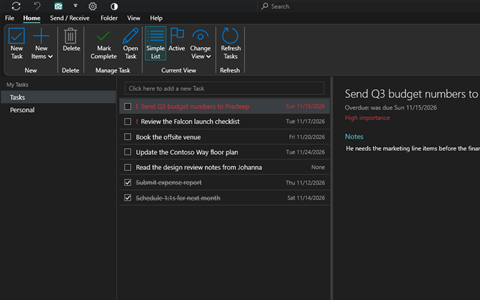 Search
File Home Send / Receive Folder View Help
New Task
New Items
Delete
Mark Complete
Open Task
Simple List
Active
Change View
Refresh Tasks
New Delete Manage Task Current View Refresh
My Tasks
Tasks
Personal
Click here to add a new Task
! Send Q3 budget numbers to Pradeep Sun 11/15/2026
! Review the Falcon launch checklist Tue 11/17/2026
Book the offsite venue Fri 11/20/2026
Update the Contoso Way floor plan Tue 11/24/2026
Read the design review notes from Johanna None
Submit expense report Thu 11/12/2026
Schedule 1:1s for next month Sat 11/14/2026
Send Q3 budget numbers to
Overdue: was due Sun 11/15/2026
High importance
Notes
He needs the marketing line items before the